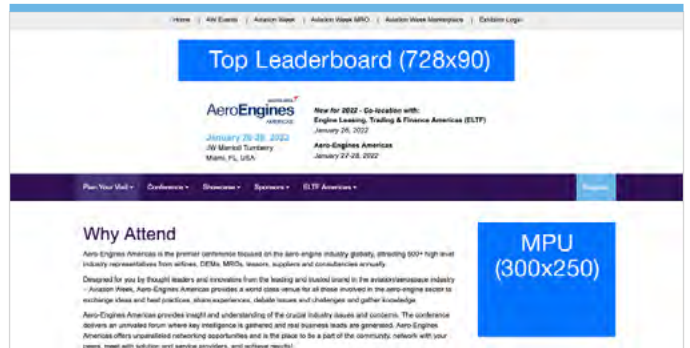 Home | AW Events | Aviation Week | Aviation Week MRO | Aviation Week Marketplace | Exhibitor Login
Top Leaderboard (728x90)
AeroEngines
AMERICAS
January 26-28, 2022
JW Marriott Turnberry
Miami, FL, USA
New for 2022 - Co-location with:
Engine Leasing, Trading & Finance Americas (ELTF)
January 26, 2022
Aero-Engines Americas
January 27-28, 2022
Plan Your Visit Conference Showcase Sponsors ELTF Americas Register
Why Attend
Aero-Engines Americas is the premier conference focused on the aero-engine industry globally, attracting 500+ high level
industry representatives from airlines, OEMs, MROs, lessors, suppliers and consultancies annually.
Designed for you by thought leaders and innovators from the leading and trusted brand in the aviation/aerospace industry
– Aviation Week, Aero-Engines Americas provides a world class venue for all those involved in the aero-engine sector to
exchange ideas and best practices, share experiences, debate issues and challenges and gather knowledge.
Aero-Engines Americas provides insight and understanding of the crucial industry issues and concerns. The conference
delivers an unrivaled forum where key intelligence is gathered and real business leads are generated. Aero-Engines
Americas offers unparalleled networking opportunities and is the place to be a part of the community, network with your
peers, meet with solution and service providers, and achieve results!
MPU
(300x250)